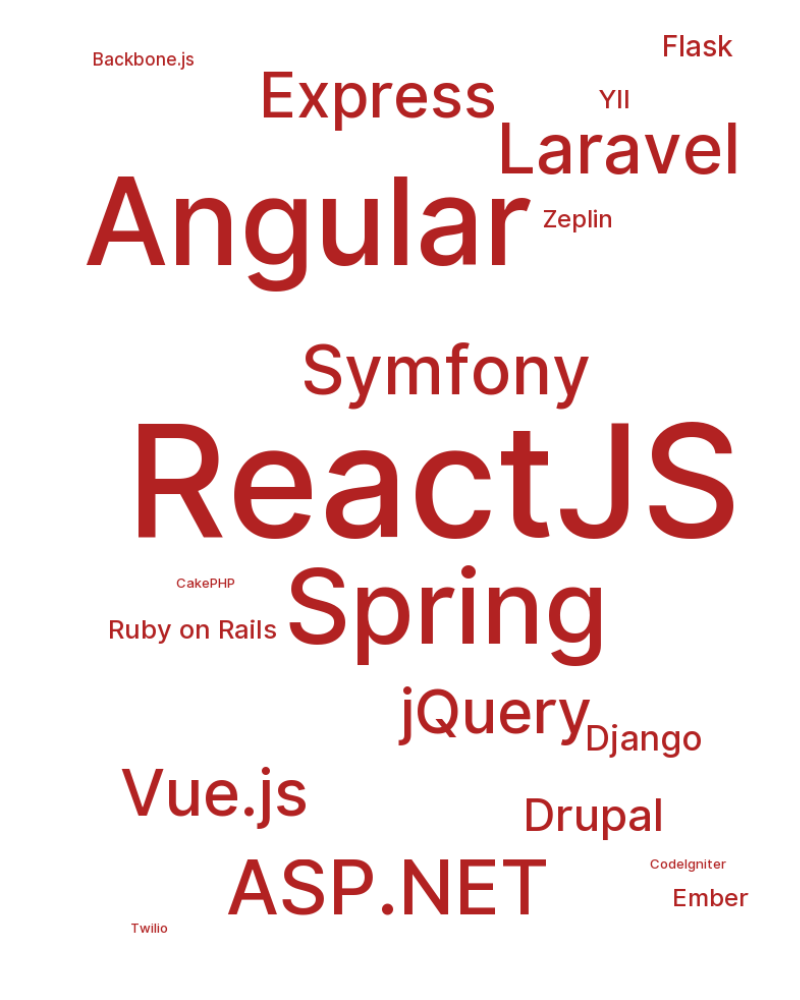 Flask
Backbone.js
Express
YII
Laravel
Angular
Zeplin
Symfony
ReactJS
CakePHP
Spring
Ruby on Rails
jQuery
Django
Vue.js
Drupal
CodeIgniter
ASP.NET
Ember
Twilio